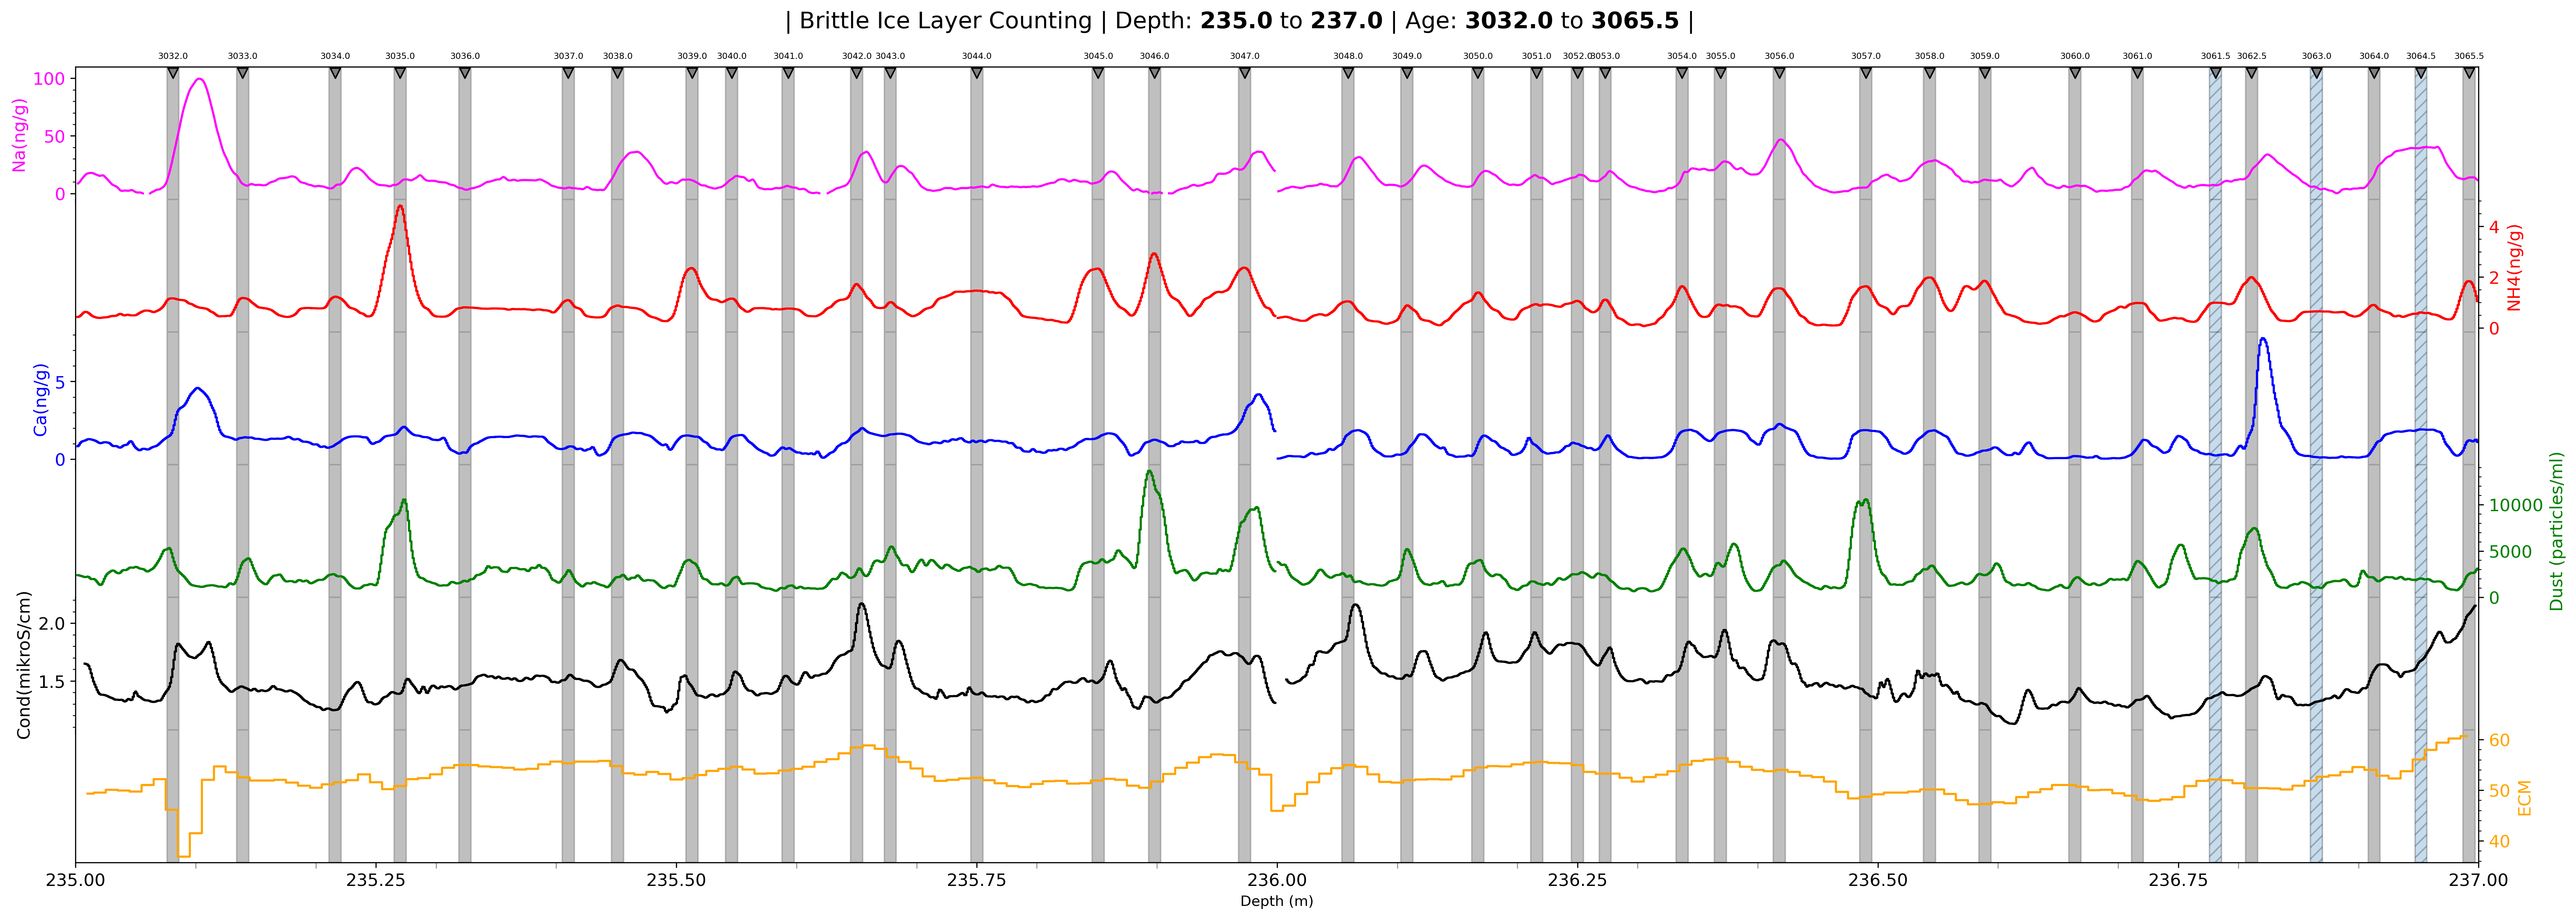 | Brittle Ice Layer Counting | Depth: 235.0 to 237.0 | Age: 3032.0 to 3065.5 |
3032.0 3033.0 3034.0 3035.0 3036.0 3037.0 3038.0 3039.0 3040.0 3041.0 3042.0 3043.0 3044.0 3045.0 3046.0 3047.0 3048.0 3049.0 3050.0 3051.0 3052.0 3053.0 3054.0 3055.0 3056.0 3057.0 3058.0 3059.0 3060.0 3061.0 3061.5 3062.5 3063.0 3064.0 3064.5 3065.5
Na(ng/g)
100
50
0
NH4(ng/g)
4
2
0
Ca(ng/g)
5
0
Dust (particles/ml)
10000
5000
0
Cond(mikroS/cm)
2.0
1.5
ECM
60
50
40
235.00 235.25 235.50 235.75 236.00 236.25 236.50 236.75 237.00
Depth (m)